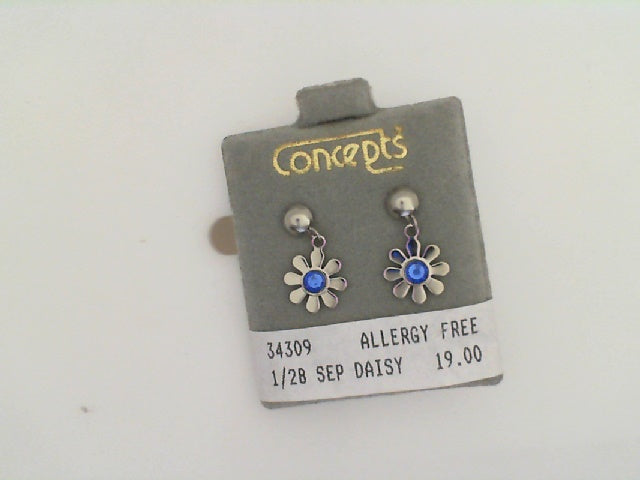 Concepts
34309 ALLERGY FREE
1/28 SEP DAISY 19.00